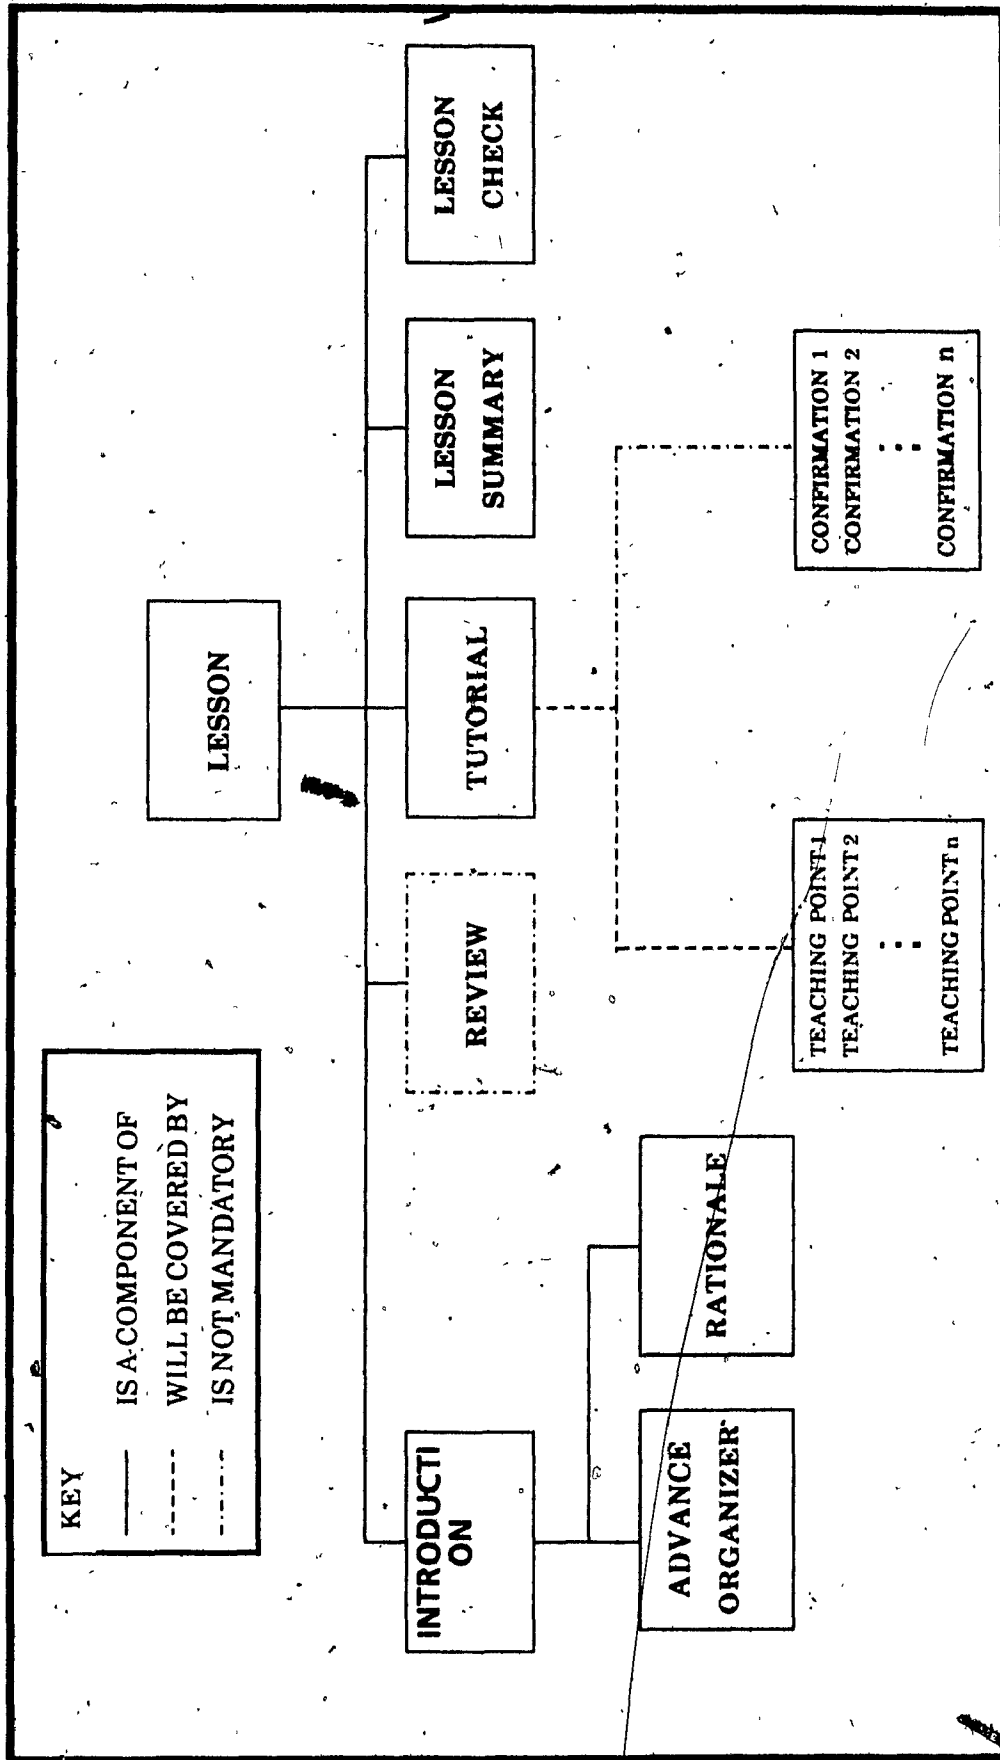 KEY
IS A COMPONENT OF
WILL BE COVERED BY
IS NOT MANDATORY
LESSON
INTRODUCTI
ON
REVIEW
TUTORIAL
LESSON
SUMMARY
LESSON
CHECK
ADVANCE
ORGANIZER
RATIONALE
TEACHING POINT 1
TEACHING POINT 2
:
TEACHING POINT n
CONFIRMATION 1
CONFIRMATION 2
:
CONFIRMATION n